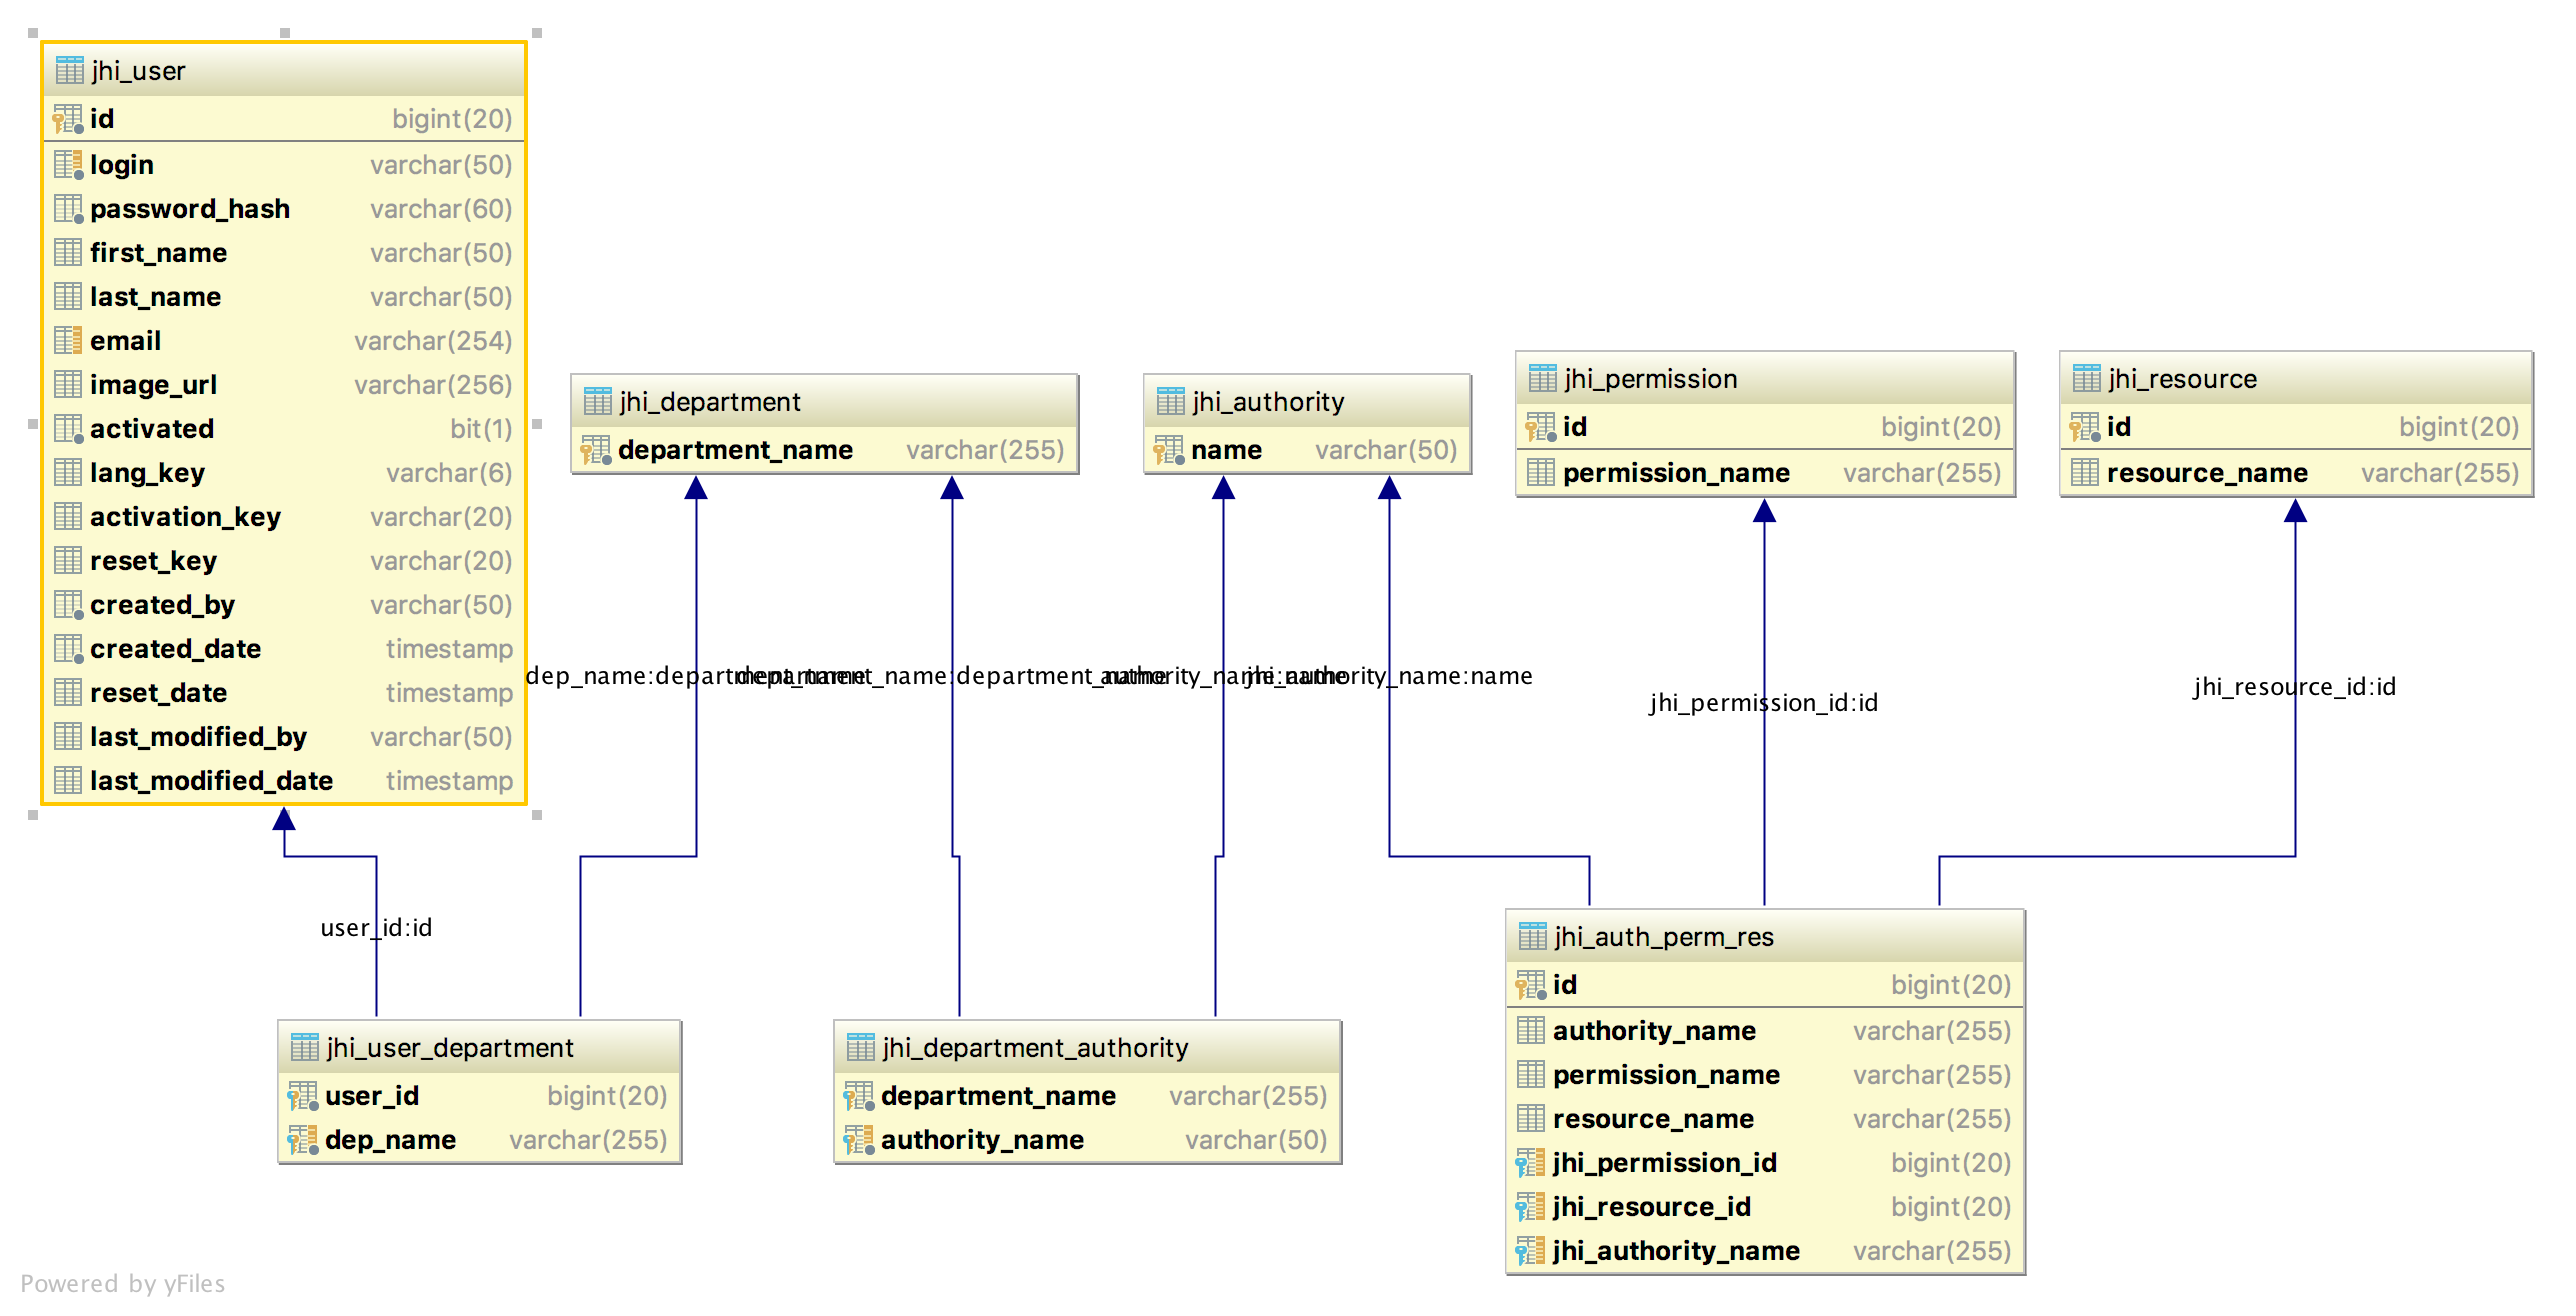 jhi_user
id bigint(20)
login varchar(50)
password_hash varchar(60)
first_name varchar(50)
last_name varchar(50)
email varchar(254)
image_url varchar(256)
activated bit(1)
lang_key varchar(6)
activation_key varchar(20)
reset_key varchar(20)
created_by varchar(50)
created_date timestamp
reset_date timestamp
last_modified_by varchar(50)
last_modified_date timestamp
jhi_department
department_name varchar(255)
jhi_authority
name varchar(50)
jhi_permission
id bigint(20)
permission_name varchar(255)
jhi_resource
id bigint(20)
resource_name varchar(255)
dep_name:department_name
department_name:department_name
authority_name:name
jhi_authority_name:name
jhi_permission_id:id
jhi_resource_id:id
user_id:id
jhi_user_department
user_id bigint(20)
dep_name varchar(255)
jhi_department_authority
department_name varchar(255)
authority_name varchar(50)
jhi_auth_perm_res
id bigint(20)
authority_name varchar(255)
permission_name varchar(255)
resource_name varchar(255)
jhi_permission_id bigint(20)
jhi_resource_id bigint(20)
jhi_authority_name varchar(255)
Powered by yFiles